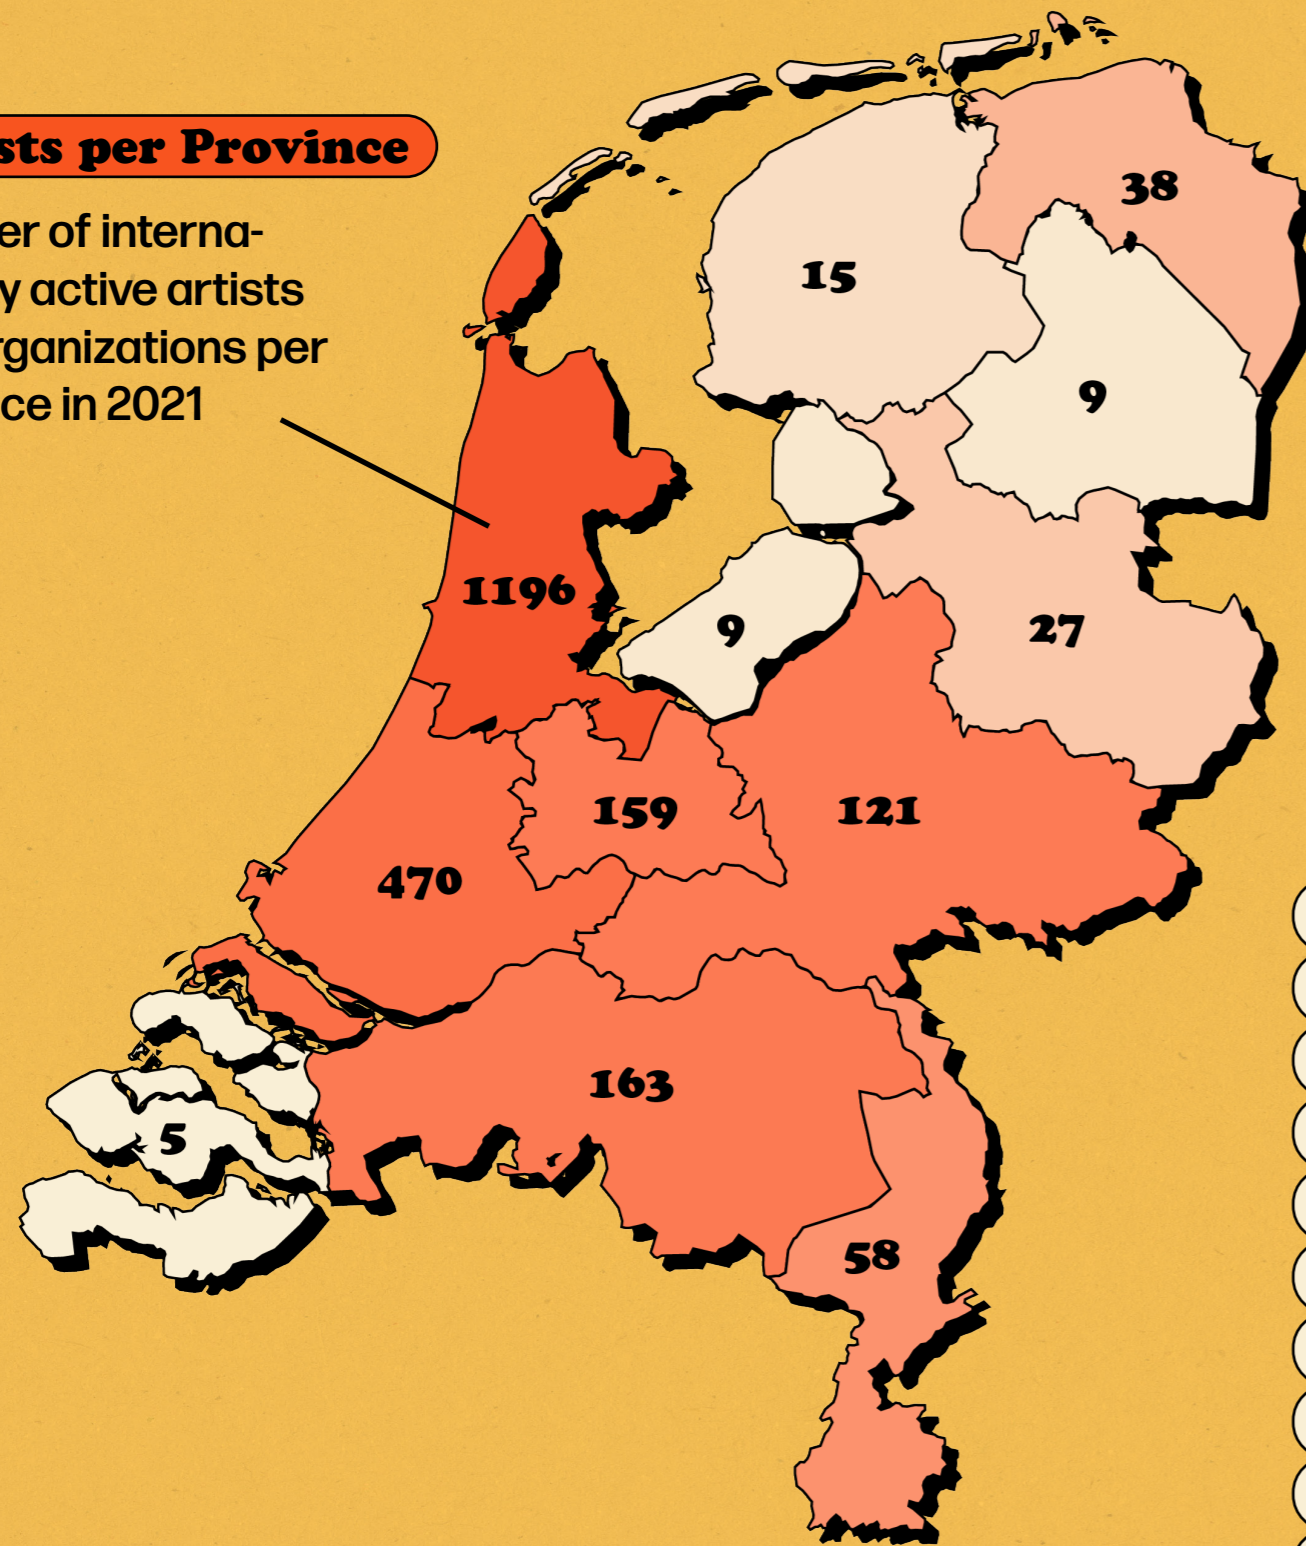 sts per Province
er of interna-
y active artists
rganizations per
ce in 2021
38
15
9
1196
9
27
159
121
470
163
5
58